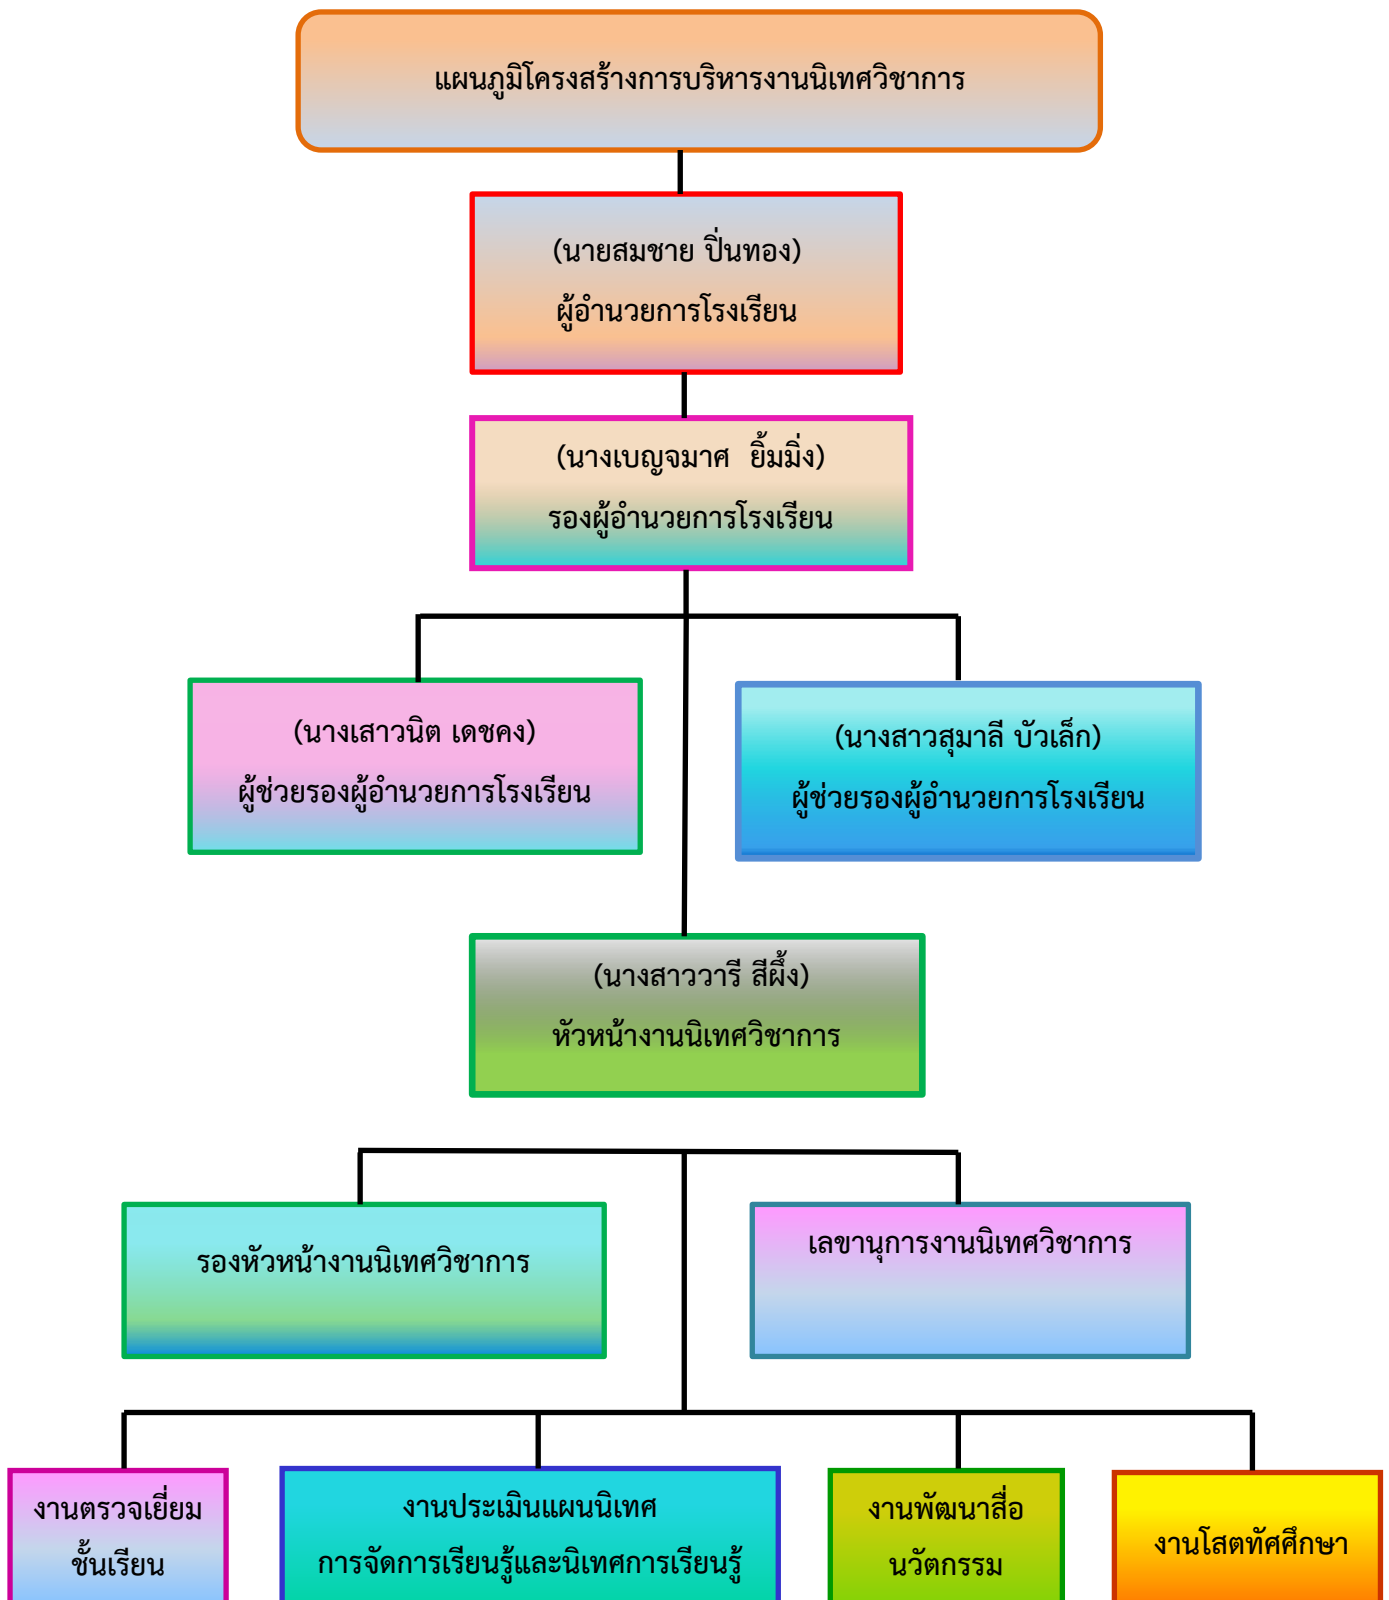 แผนภูมิโครงสร้างการบริหารงานนิเทศวิชาการ
(นายสมชาย ปิ่นทอง)
ผู้อำนวยการโรงเรียน
(นางเบญจมาศ ยิ้มมิ่ง)
รองผู้อำนวยการโรงเรียน
(นางเสาวนิต เดชคง)
ผู้ช่วยรองผู้อำนวยการโรงเรียน
(นางสาวสุมาลี บัวเล็ก)
ผู้ช่วยรองผู้อำนวยการโรงเรียน
(นางสาววารี สีผึ้ง)
หัวหน้างานนิเทศวิชาการ
รองหัวหน้างานนิเทศวิชาการ
เลขานุการงานนิเทศวิชาการ
งานตรวจเยี่ยม
ชั้นเรียน
งานประเมินแผนนิเทศ
การจัดการเรียนรู้และนิเทศการเรียนรู้
งานพัฒนาสื่อ
นวัตกรรม
งานโสตทัศศึกษา